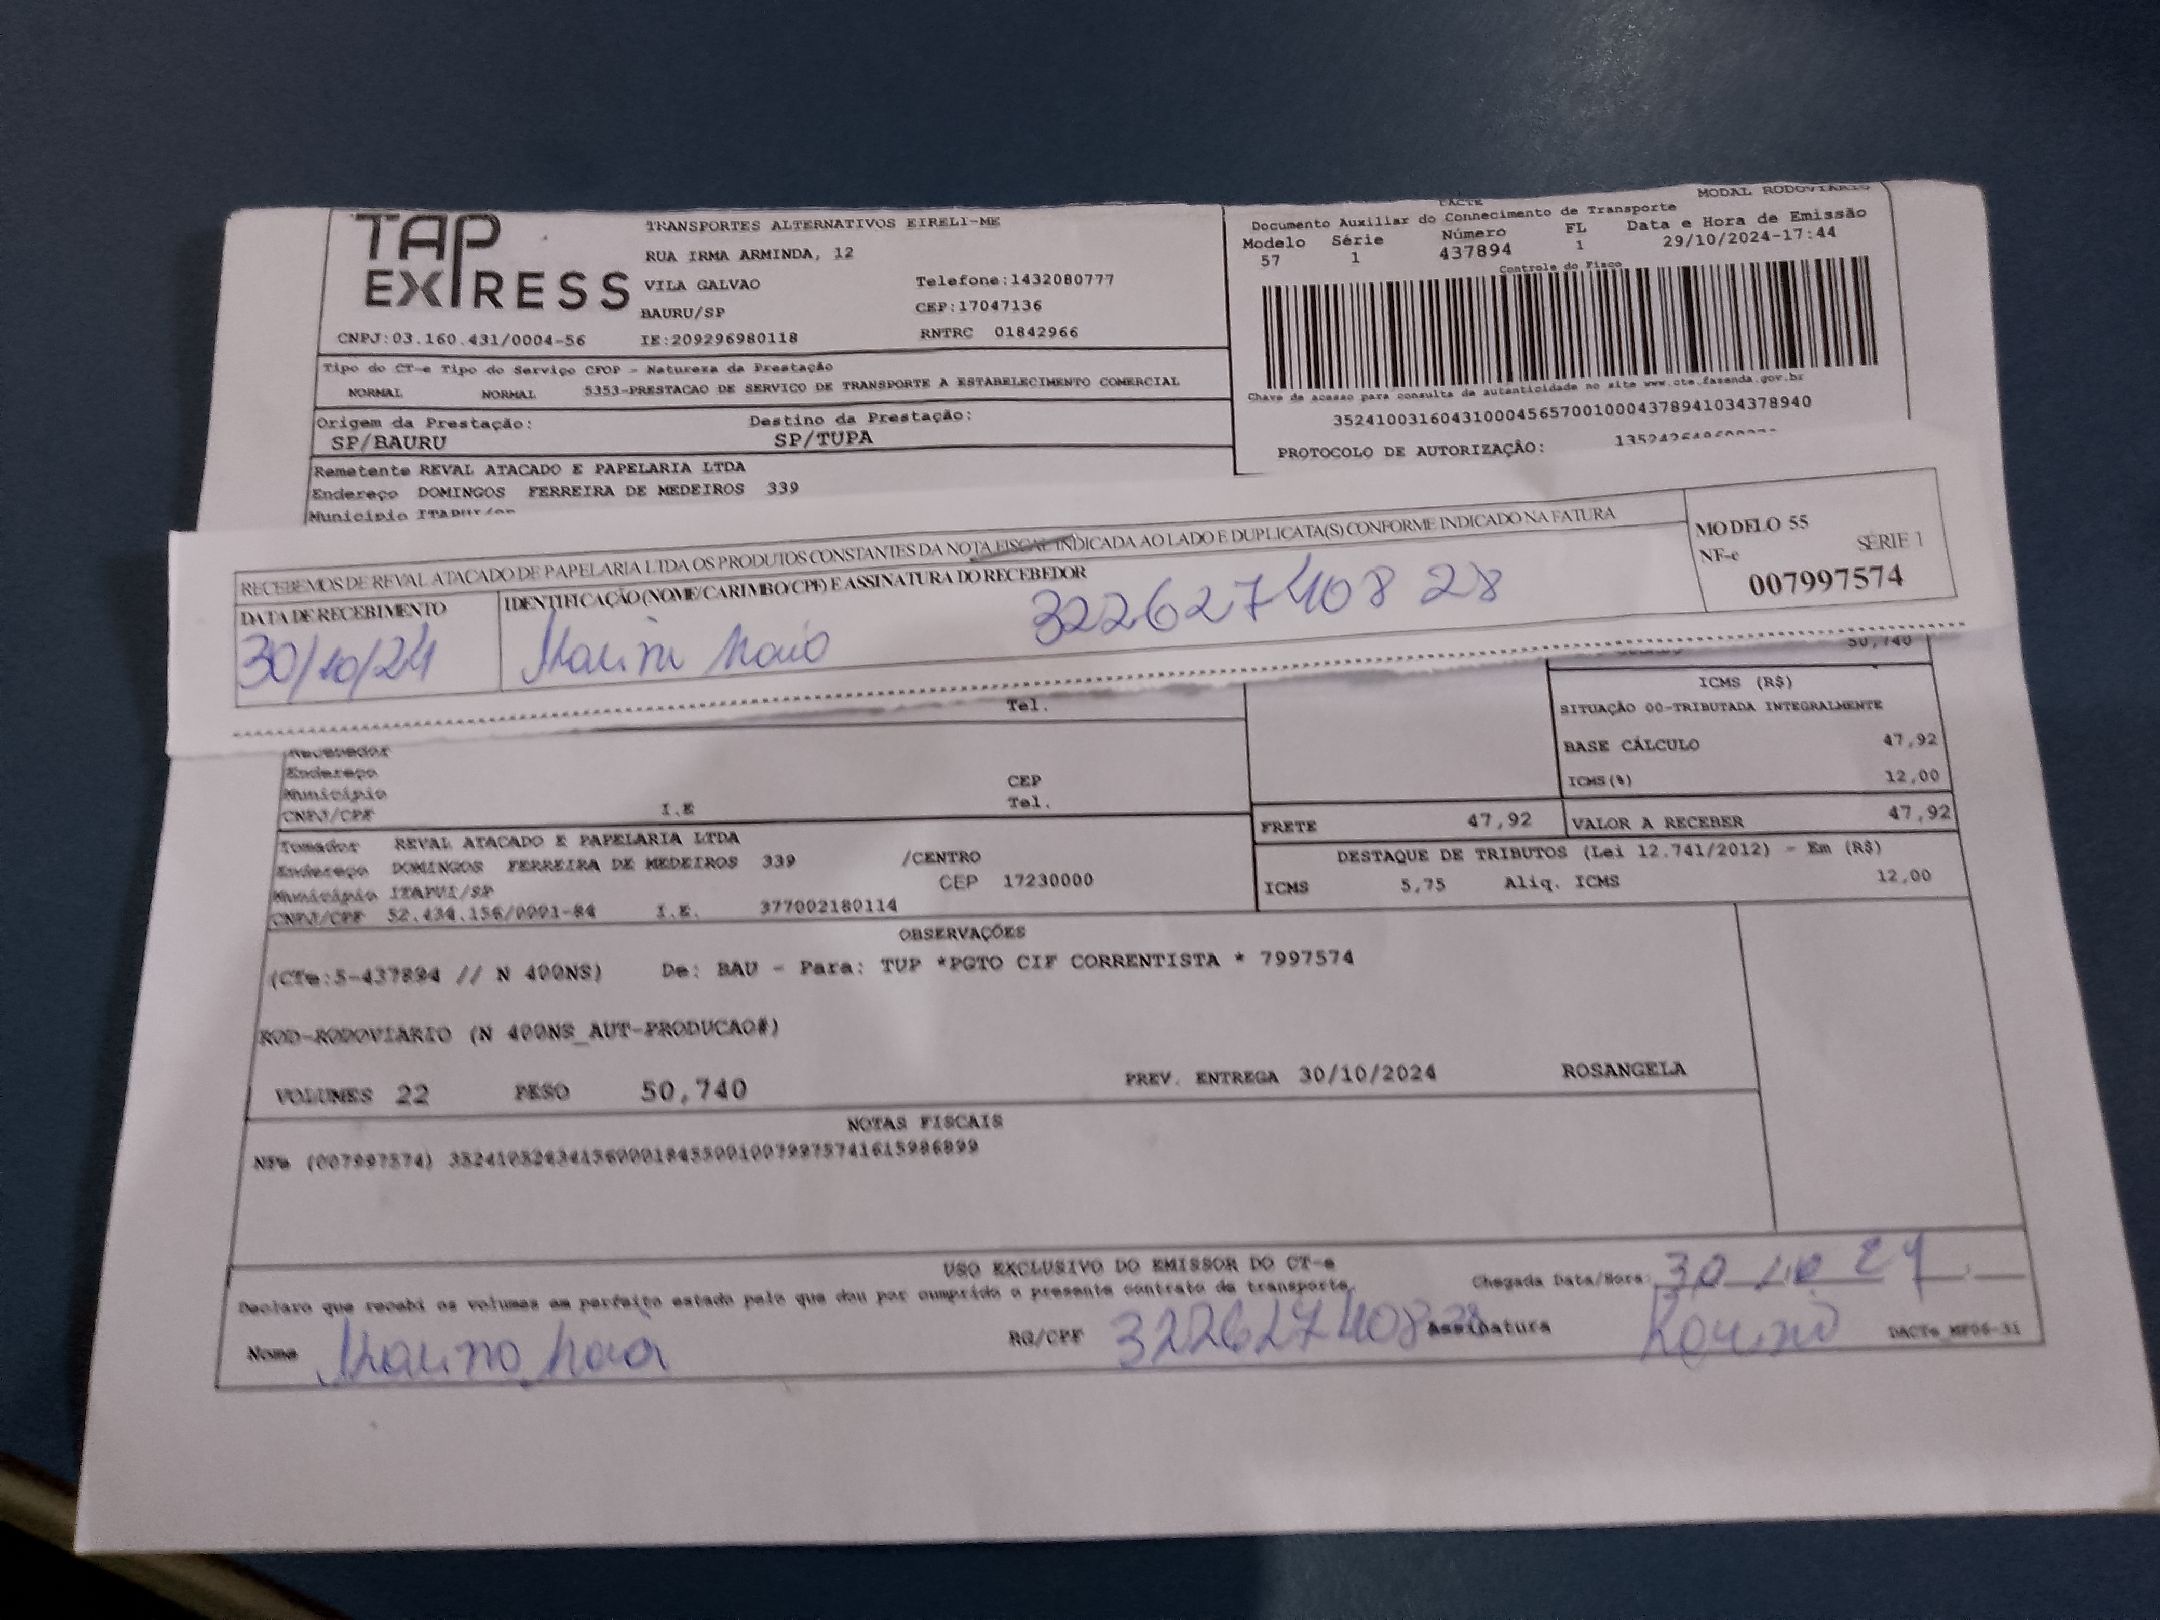 TAP EXPRESS
TRANSPORTES ALTERNATIVOS EIRELI-ME
RUA IRMA ARMINDA, 12
VILA GALVAO Telefone:1432080777
BAURU/SP CEP:17047136
CNPJ:03.160.431/0004-56 IE:209296980118 RNTRC 01842966
DACTE MODAL RODOVIÁRIO
Documento Auxiliar do Conhecimento de Transporte
Modelo Série Número FL Data e Hora de Emissão
57 1 437894 1 29/10/2024-17:44
Controle do Fisco
Chave de acesso para consulta de autenticidade no site www.cte.fazenda.gov.br
35241003160431000456570010004378941034378940
PROTOCOLO DE AUTORIZAÇÃO:
Tipo do CT-e Tipo do Serviço CFOP - Natureza da Prestação
NORMAL NORMAL 5353-PRESTACAO DE SERVICO DE TRANSPORTE A ESTABELECIMENTO COMERCIAL
Origem da Prestação: Destino da Prestação:
SP/BAURU SP/TUPA
Remetente REVAL ATACADO E PAPELARIA LTDA
Endereço DOMINGOS FERREIRA DE MEDEIROS 339
Município ITAPUI/SP
RECEBEMOS DE REVAL ATACADO DE PAPELARIA LTDA OS PRODUTOS CONSTANTES DA NOTA FISCAL INDICADA AO LADO E DUPLICATA(S) CONFORME INDICADO NA FATURA
DATA DE RECEBIMENTO IDENTIFICAÇÃO (NOME/CARIMBO/CPF) E ASSINATURA DO RECEBEDOR
30/10/24 322627408 28
MODELO 55
NF-e SÉRIE 1
007997574
50,740
Tel.
ICMS (R$)
SITUAÇÃO 00-TRIBUTADA INTEGRALMENTE
BASE CÁLCULO 47,92
ICMS(%) 12,00
Recebedor
Endereço CEP
Município Tel.
CNPJ/CPF I.E
FRETE 47,92 VALOR A RECEBER 47,92
DESTAQUE DE TRIBUTOS (Lei 12.741/2012) - Em (R$)
ICMS 5,75 Aliq. ICMS 12,00
Tomador REVAL ATACADO E PAPELARIA LTDA
Endereço DOMINGOS FERREIRA DE MEDEIROS 339 /CENTRO
Município ITAPUI/SP CEP 17230000
CNPJ/CPF 52.434.156/0001-84 I.E. 377002180114
OBSERVAÇÕES
(CTe:5-437894 // N 400NS) De: BAU - Para: TUP *PGTO CIF CORRENTISTA * 7997574
ROD-RODOVIARIO (N 400NS_AUT-PRODUCAO#)
VOLUMES 22 PESO 50,740 PREV. ENTREGA 30/10/2024 ROSANGELA
NOTAS FISCAIS
NFe (007997574) 35241052434156000184550010079975741615986899
USO EXCLUSIVO DO EMISSOR DO CT-e
Declaro que recebi os volumes em perfeito estado pelo que dou por cumprido o presente contrato de transporte. Chegada Data/Hora: 30 10 24
Nome RG/CPF 322627408 28 Assinatura DACTe_MF06-31